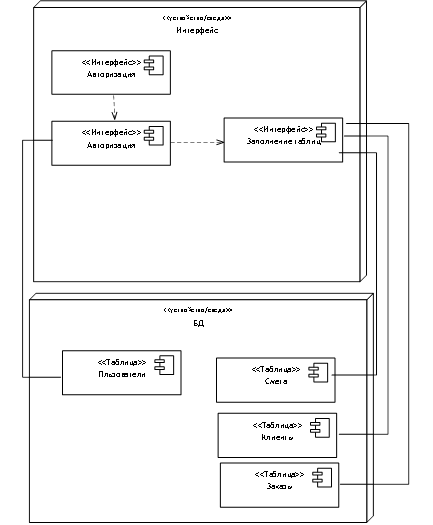 <<устройство/среда>>
Интерфейс
<<Интерфейс>>
Авторизация
<<Интерфейс>>
Авторизация
<<Интерфейс>>
Заполнение таблиц
<<устройство/среда>>
БД
<<Таблица>>
Пльзователи
<<Таблица>>
Смета
<<Таблица>>
Клиенты
<<Таблица>>
Заказы